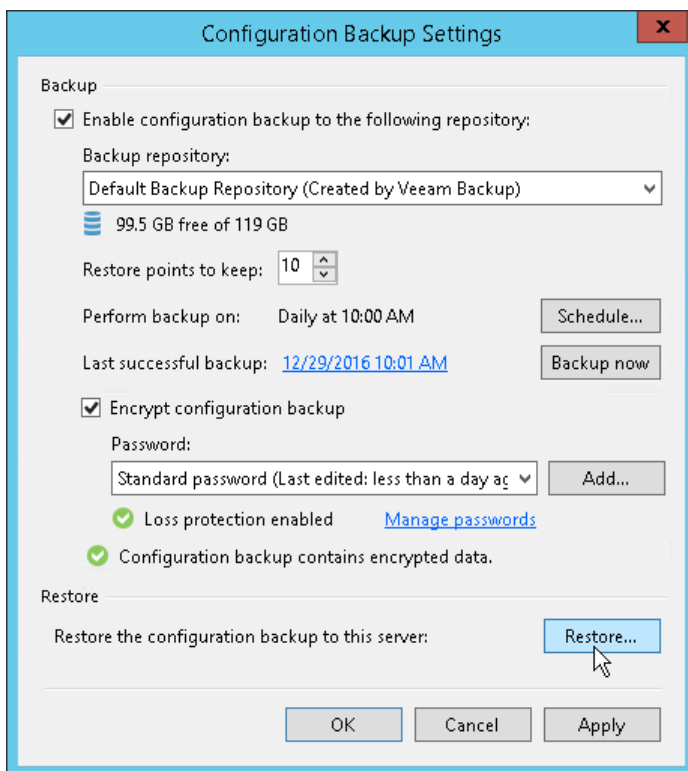 Configuration Backup Settings
x
Backup
Enable configuration backup to the following repository:
Backup repository:
Default Backup Repository (Created by Veeam Backup)
99.5 GB free of 119 GB
Restore points to keep: 10
Perform backup on: Daily at 10:00 AM Schedule...
Last successful backup: 12/29/2016 10:01 AM Backup now
Encrypt configuration backup
Password:
Standard password (Last edited: less than a day ag Add...
Loss protection enabled Manage passwords
Configuration backup contains encrypted data.
Restore
Restore the configuration backup to this server: Restore...
OK Cancel Apply